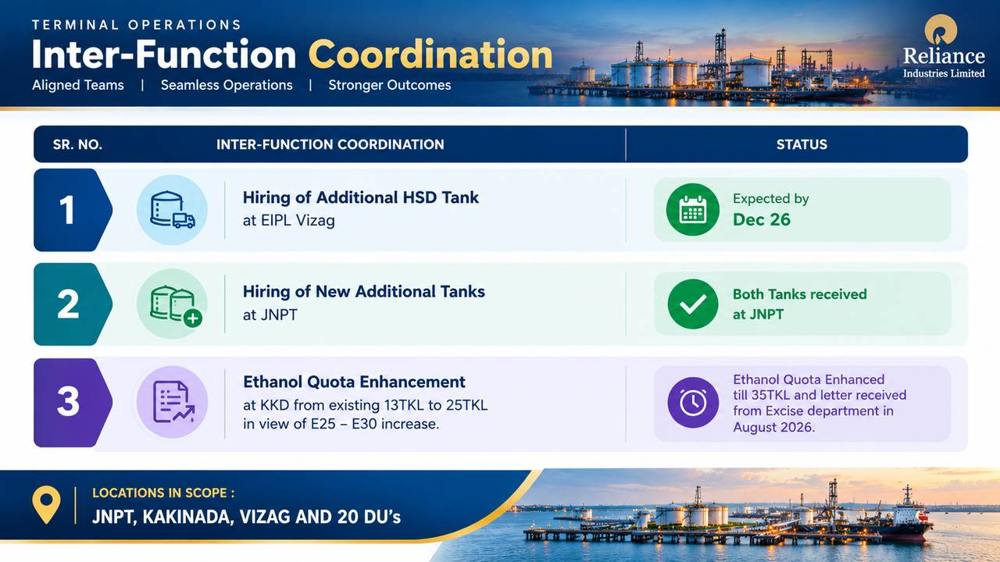 TERMINAL OPERATIONS
Inter-Function Coordination
Aligned Teams | Seamless Operations | Stronger Outcomes
Reliance
Industries Limited
SR. NO. INTER-FUNCTION COORDINATION STATUS
1
Hiring of Additional HSD Tank
at EIPL Vizag
Expected by
Dec 26
2
Hiring of New Additional Tanks
at JNPT
Both Tanks received
at JNPT
3
Ethanol Quota Enhancement
at KKD from existing 13TKL to 25TKL
in view of E25 – E30 increase.
Ethanol Quota Enhanced
till 35TKL and letter received
from Excise department in
August 2026.
LOCATIONS IN SCOPE :
JNPT, KAKINADA, VIZAG AND 20 DU's